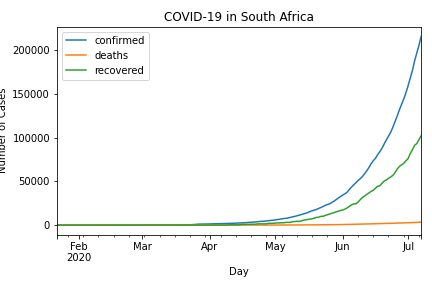 COVID-19 in South Africa
confirmed
deaths
recovered
200000
150000
100000
50000
0
Number of Cases
Feb Mar Apr May Jun Jul
2020
Day